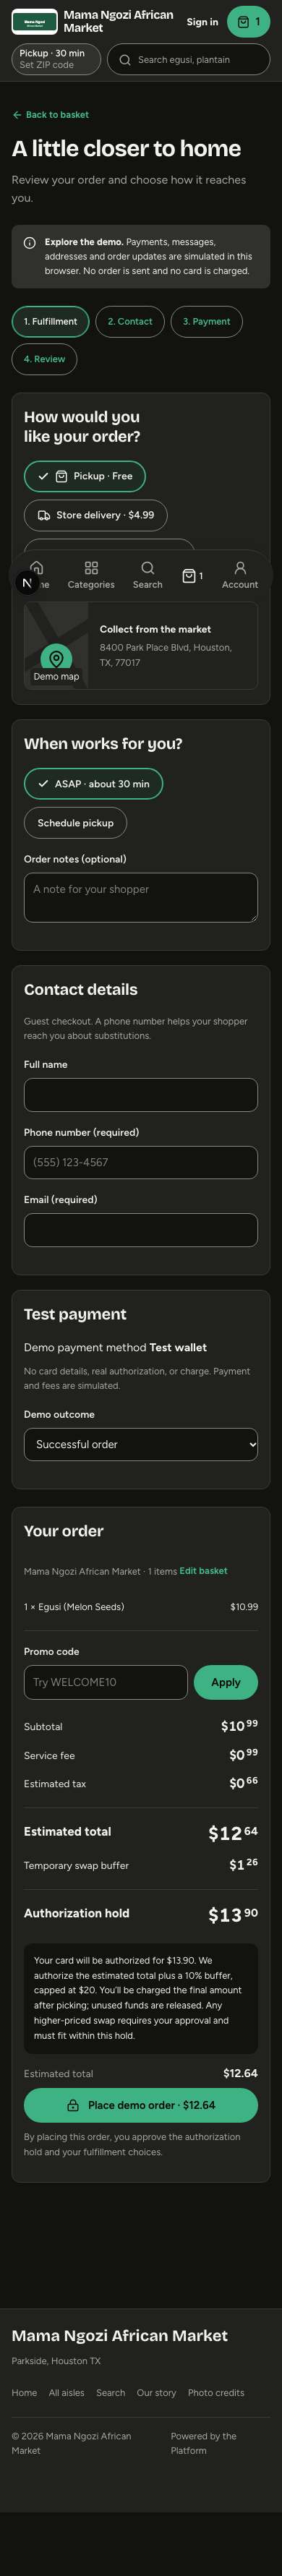 Mama Ngozi African
Market
Sign in
1
Pickup · 30 min
Set ZIP code
Search egusi, plantain
← Back to basket
A little closer to home
Review your order and choose how it reaches
you.
Explore the demo. Payments, messages,
addresses and order updates are simulated in this
browser. No order is sent and no card is charged.
1. Fulfillment
2. Contact
3. Payment
4. Review
How would you
like your order?
Pickup · Free
Store delivery · $4.99
N
Categories
Search
1
Account
Collect from the market
8400 Park Place Blvd, Houston,
TX, 77017
Demo map
When works for you?
ASAP · about 30 min
Schedule pickup
Order notes (optional)
A note for your shopper
Contact details
Guest checkout. A phone number helps your shopper
reach you about substitutions.
Full name
Phone number (required)
(555) 123-4567
Email (required)
Test payment
Demo payment method Test wallet
No card details, real authorization, or charge. Payment
and fees are simulated.
Demo outcome
Successful order
Your order
Mama Ngozi African Market · 1 items Edit basket
1 × Egusi (Melon Seeds) $10.99
Promo code
Try WELCOME10
Apply
Subtotal $10 99
Service fee $0 99
Estimated tax $0 66
Estimated total $12 64
Temporary swap buffer $1 26
Authorization hold $13 90
Your card will be authorized for $13.90. We
authorize the estimated total plus a 10% buffer,
capped at $20. You'll be charged the final amount
after picking; unused funds are released. Any
higher-priced swap requires your approval and
must fit within this hold.
Estimated total $12.64
Place demo order · $12.64
By placing this order, you approve the authorization
hold and your fulfillment choices.
Mama Ngozi African Market
Parkside, Houston TX
Home
All aisles
Search
Our story
Photo credits
© 2026 Mama Ngozi African
Market
Powered by the
Platform